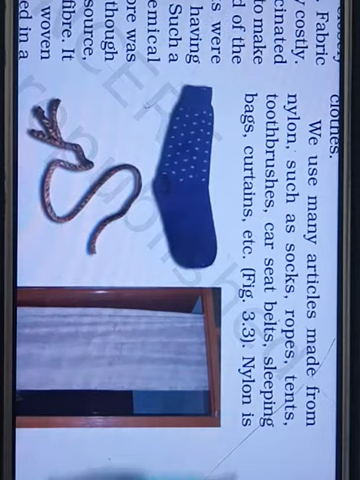 . Fabric
y costly.
cinated
to make
d of the
s were
having
Such a
emical
ore was
though
source,
fibre. It
woven
ed in a
clothes.
We use many articles made from
nylon, such as socks, ropes, tents,
toothbrushes, car seat belts, sleeping
bags, curtains, etc. (Fig. 3.3). Nylon is